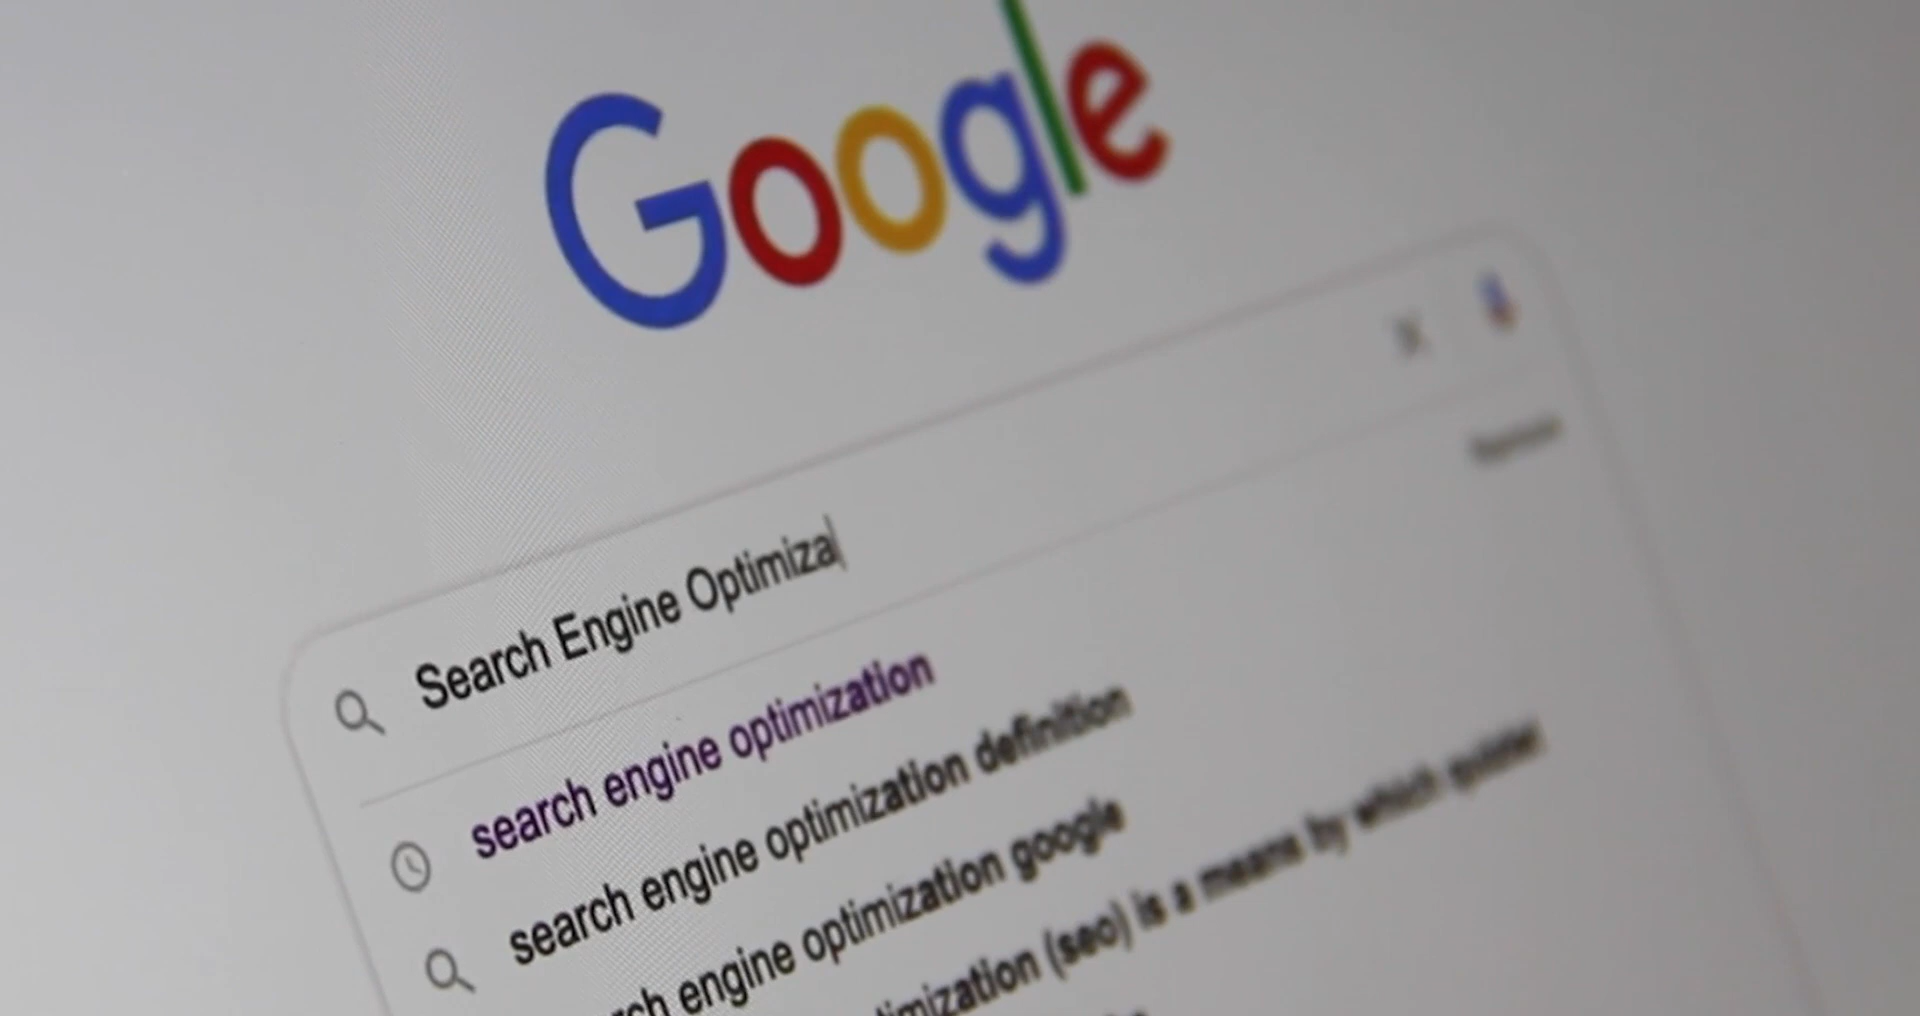 Google
Search Engine Optimiza
Remove
search engine optimization
search engine optimization definition
rch engine optimization google
timization (seo) is a means by which